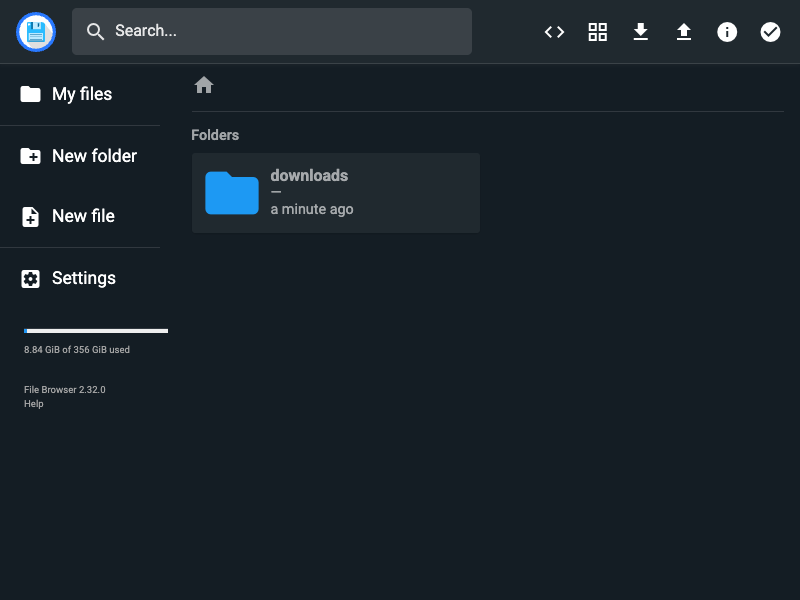 Search...
My files
New folder
New file
Settings
8.84 GiB of 356 GiB used
File Browser 2.32.0
Help
Folders
downloads
—
a minute ago